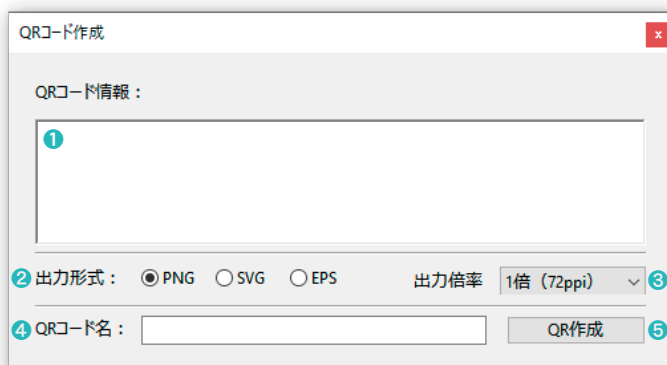 QRコード作成 x
QRコード情報：
❶
❷ 出力形式： PNG SVG EPS 出力倍率 1倍（72ppi） ❸
❹ QRコード名： QR作成 ❺